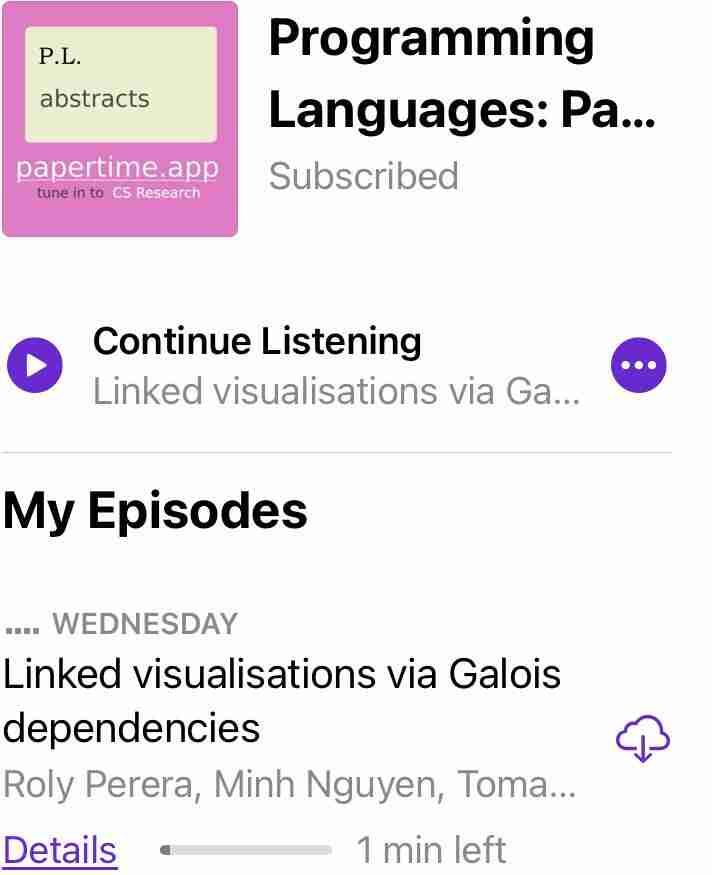 P.L.
abstracts
papertime.app
tune in to CS Research
Programming
Languages: Pa...
Subscribed
Continue Listening
Linked visualisations via Ga...
My Episodes
.... WEDNESDAY
Linked visualisations via Galois
dependencies
Roly Perera, Minh Nguyen, Toma...
Details 1 min left